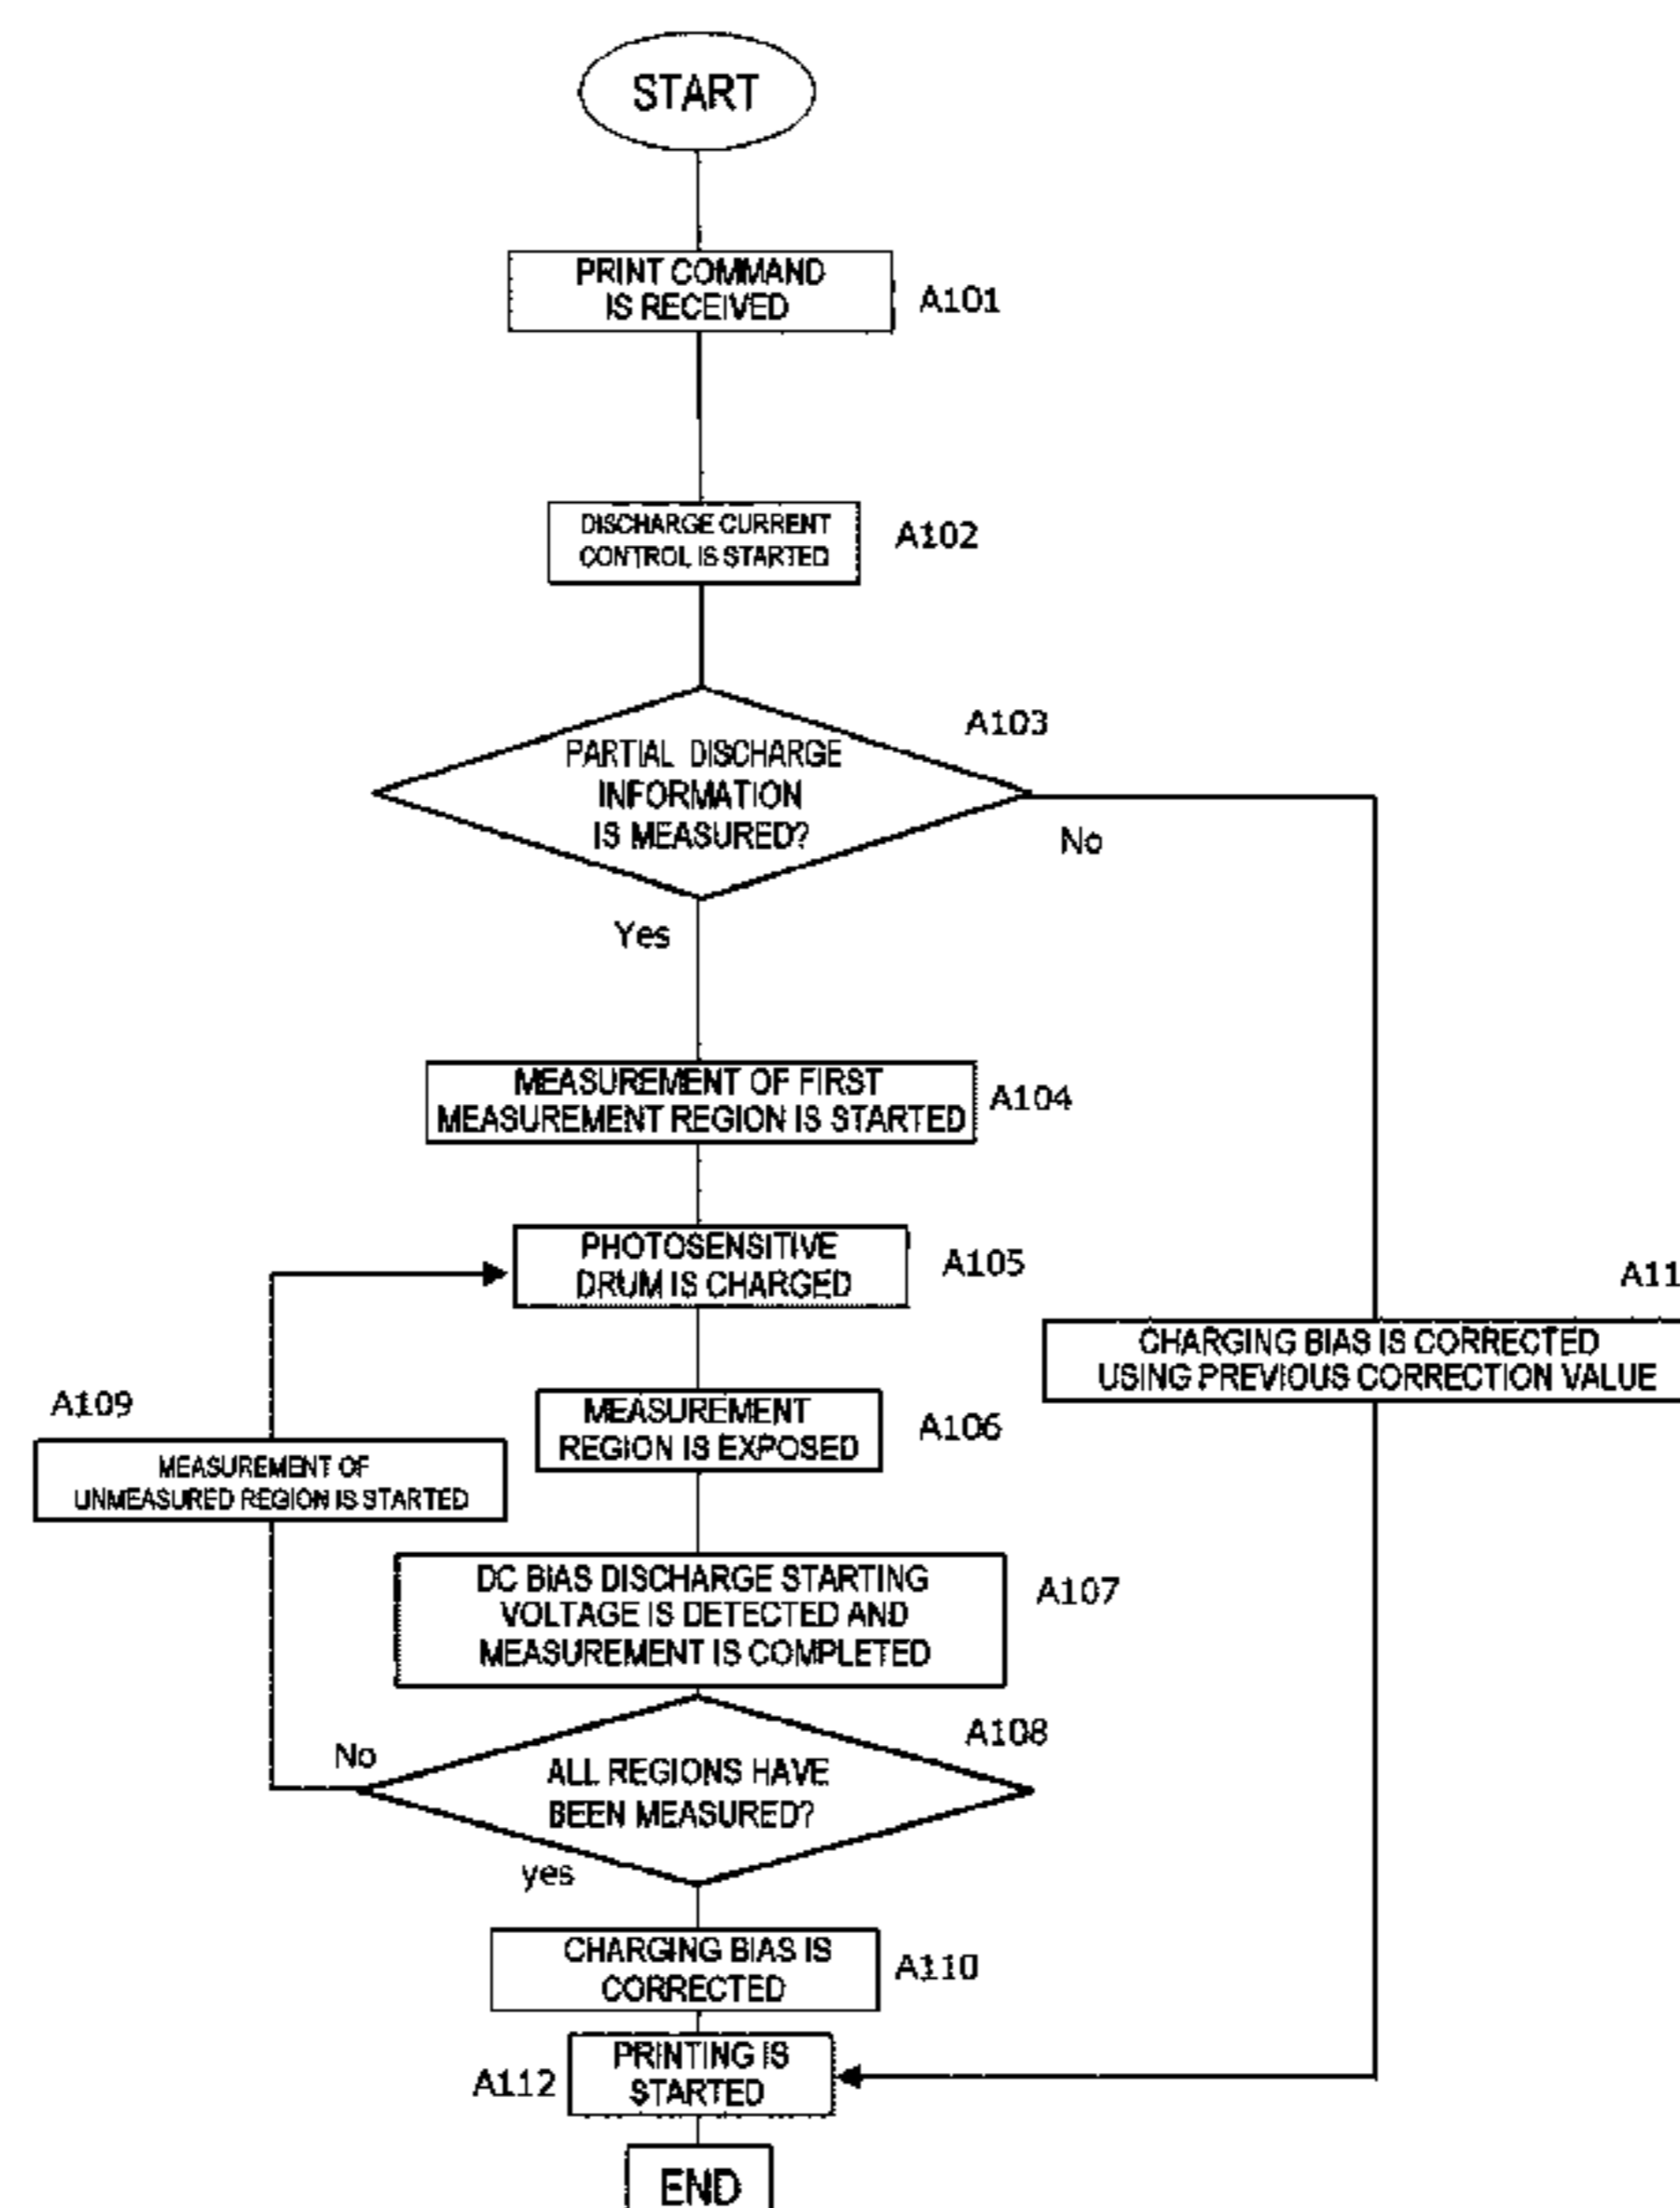 START
PRINT COMMAND
IS RECEIVED
A101
DISCHARGE CURRENT
CONTROL IS STARTED
A102
A103
PARTIAL DISCHARGE
INFORMATION
IS MEASURED?
No
Yes
MEASUREMENT OF FIRST
MEASUREMENT REGION IS STARTED
A104
PHOTOSENSITIVE
DRUM IS CHARGED
A105
A11
CHARGING BIAS IS CORRECTED
USING PREVIOUS CORRECTION VALUE
MEASUREMENT
REGION IS EXPOSED
A106
A109
MEASUREMENT OF
UNMEASURED REGION IS STARTED
DC BIAS DISCHARGE STARTING
VOLTAGE IS DETECTED AND
MEASUREMENT IS COMPLETED
A107
A108
No
ALL REGIONS HAVE
BEEN MEASURED?
yes
CHARGING BIAS IS
CORRECTED
A110
PRINTING IS
STARTED
A112
END